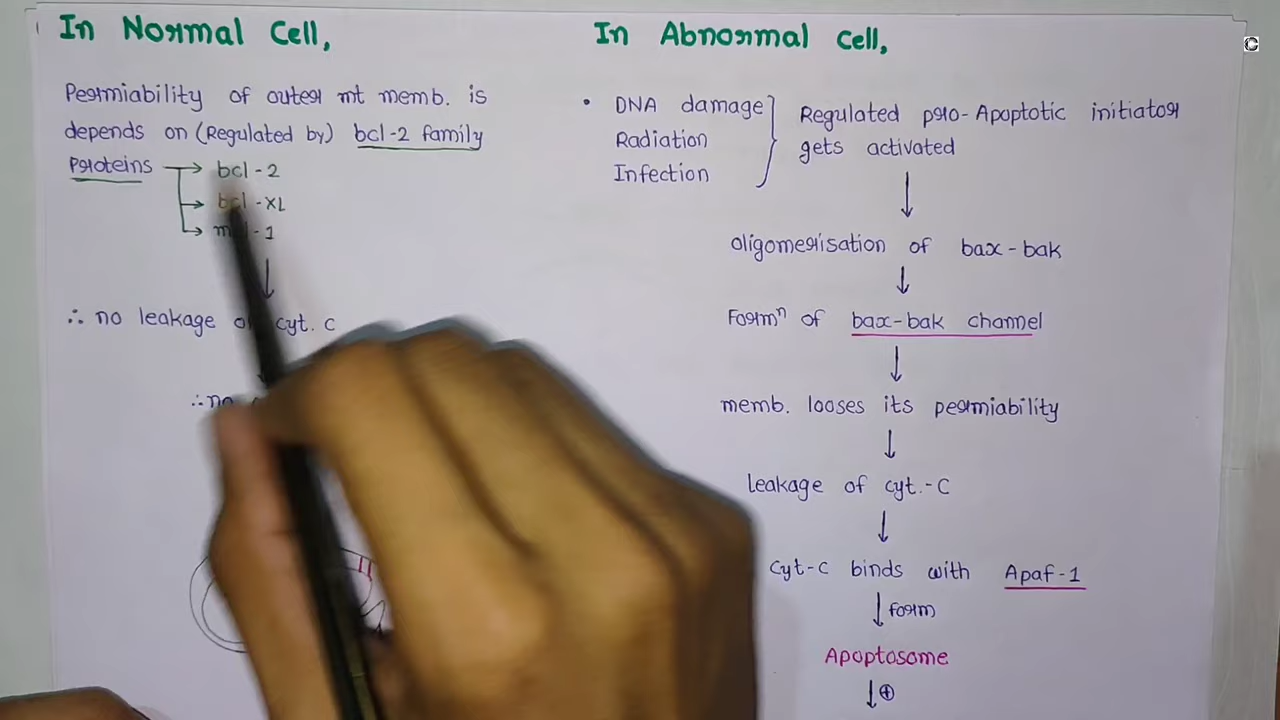 In Normal Cell,
Permiability of outer mt memb. is
depends on (Regulated by) bcl-2 family
Proteins → bcl-2
→ bcl-XL
→ -1
∴ no leakage of cyt. c
∴ no
In Abnormal Cell,
• DNA damage
Radiation
Infection
Regulated pro-Apoptotic initiator
gets activated
↓
oligomerisation of bax-bak
↓
Formⁿ of bax-bak channel
↓
memb. looses its permiability
↓
leakage of cyt.-C
↓
Cyt-C binds with Apaf-1
↓ form
Apoptosome
↓ ⊕
C